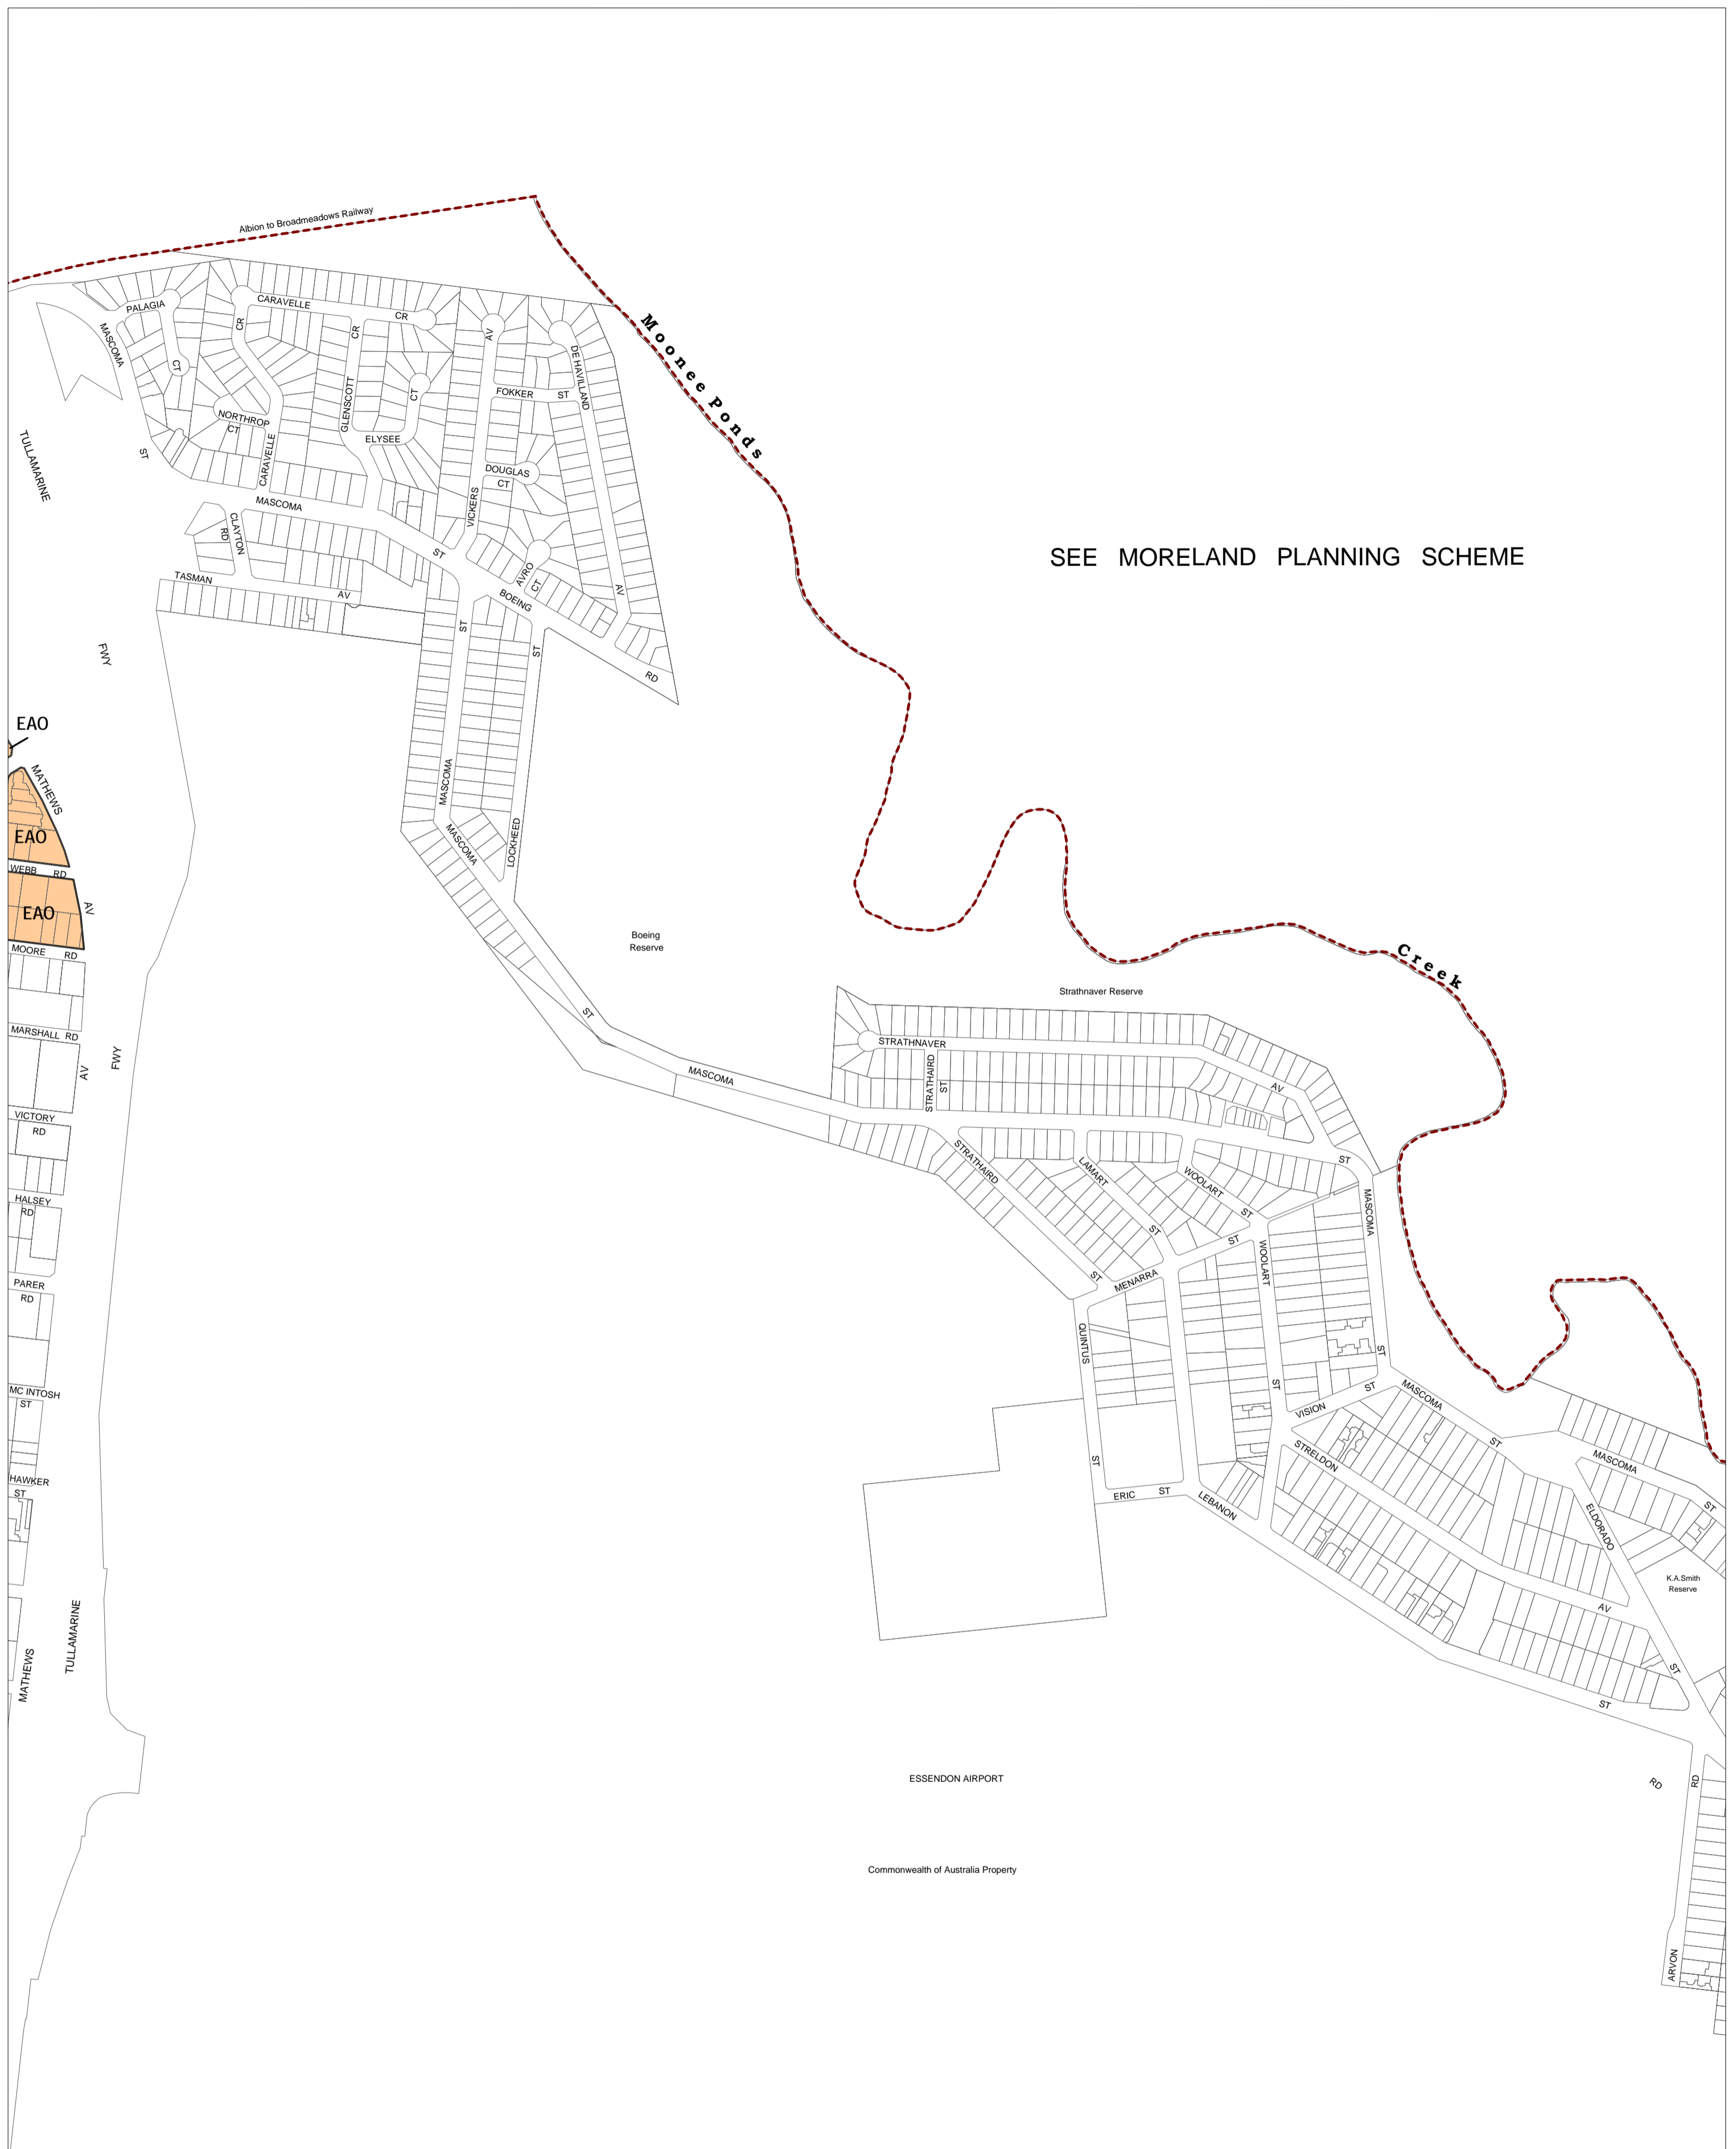 Albion to Broadmeadows Railway
PALAGIA
CARAVELLE
CR
CR
CR
MASCOMA
CT
AV
DE HAVILLAND
Moonee Ponds
FOKKER ST
GLENSCOTT
CT
NORTHROP
CT
ELYSEE
CARAVELLE
TULLAMARINE
ST
DOUGLAS
CT
VICKERS
MASCOMA
CLAYTON
RD
ST
SEE MORELAND PLANNING SCHEME
AVRO
CT
TASMAN
AV
BOEING
AV
ST
ST
RD
FWY
EAO
MATHEWS
MASCOMA
EAO
MASCOMA
LOCKHEED
WEBB RD
EAO
AV
Boeing
Reserve
MOORE RD
Creek
Strathnaver Reserve
ST
MARSHALL RD
AV
FWY
STRATHNAVER
STRATHAIRD
ST
MASCOMA
AV
VICTORY
RD
STRATHAIRD
LAMART
WOOLART
ST
ST
MASCOMA
HALSEY
RD
ST
ST
WOOLART
PARER
RD
ST
MENARRA
QUINTUS
ST
MC INTOSH
ST
ST
ST
VISION
MASCOMA
ST
STRELDON
MASCOMA
HAWKER
ST
ST
ERIC ST
LEBANON
ST
ELDORADO
K.A.Smith
Reserve
AV
MATHEWS
TULLAMARINE
ST
ST
ESSENDON AIRPORT
RD
RD
Commonwealth of Australia Property
ARVON